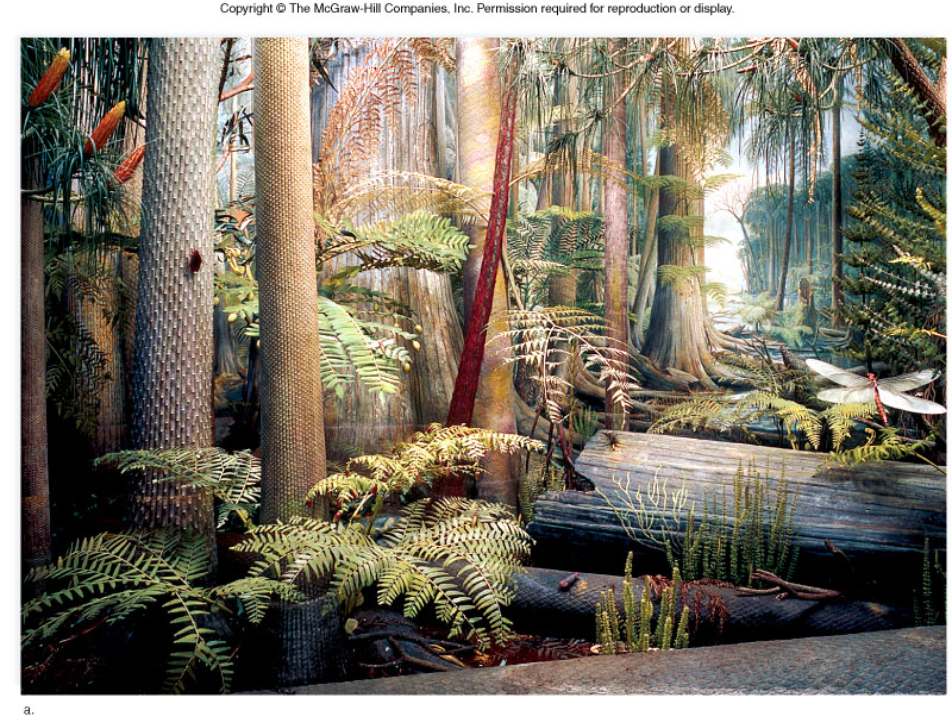 Copyright © The McGraw-Hill Companies, Inc. Permission required for reproduction or display.
a.